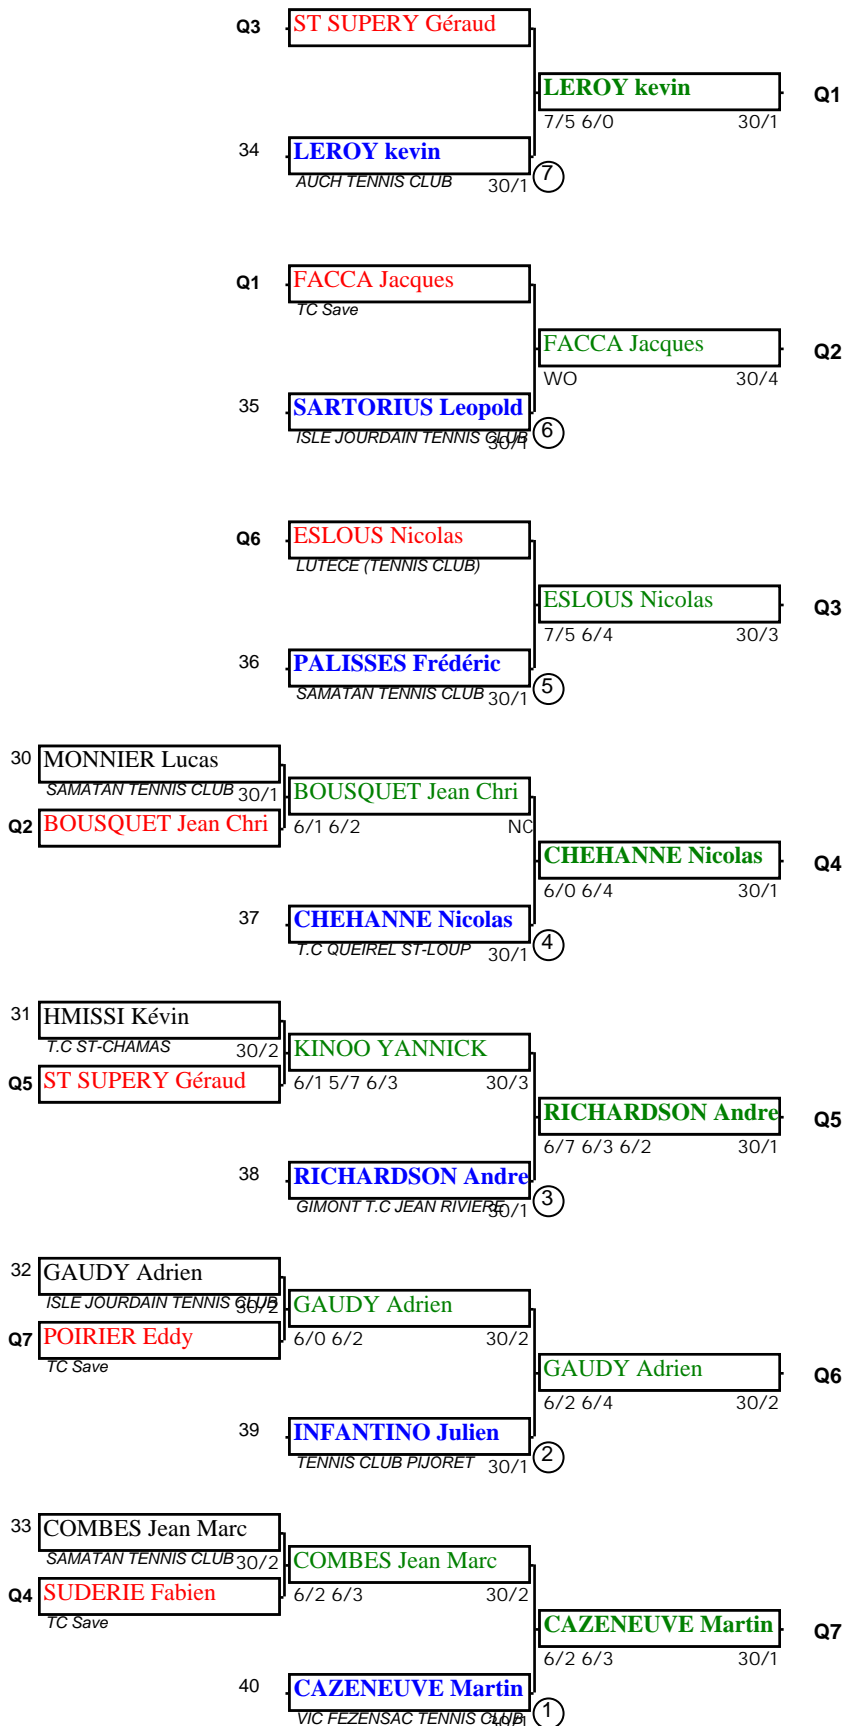 Q3 ST SUPERY Géraud
LEROY kevin Q1
7/5 6/0 30/1
34 LEROY kevin
AUCH TENNIS CLUB 30/1 7
Q1 FACCA Jacques
TC Save
FACCA Jacques Q2
WO 30/4
35 SARTORIUS Leopold
ISLE JOURDAIN TENNIS CLUB 30/1 6
Q6 ESLOUS Nicolas
LUTECE (TENNIS CLUB)
ESLOUS Nicolas Q3
7/5 6/4 30/3
36 PALISSES Frédéric
SAMATAN TENNIS CLUB 30/1 5
30 MONNIER Lucas
SAMATAN TENNIS CLUB 30/1
BOUSQUET Jean Chri
Q2 BOUSQUET Jean Chri
6/1 6/2 NC
CHEHANNE Nicolas Q4
6/0 6/4 30/1
37 CHEHANNE Nicolas
T.C QUEIREL ST-LOUP 30/1 4
31 HMISSI Kévin
T.C ST-CHAMAS 30/2
KINOO YANNICK
Q5 ST SUPERY Géraud
6/1 5/7 6/3 30/3
RICHARDSON Andre Q5
6/7 6/3 6/2 30/1
38 RICHARDSON Andre
GIMONT T.C JEAN RIVIERE 30/1 3
32 GAUDY Adrien
ISLE JOURDAIN TENNIS CLUB 30/2
GAUDY Adrien
Q7 POIRIER Eddy
6/0 6/2 30/2
TC Save
GAUDY Adrien Q6
6/2 6/4 30/2
39 INFANTINO Julien
TENNIS CLUB PIJORET 30/1 2
33 COMBES Jean Marc
SAMATAN TENNIS CLUB 30/2
COMBES Jean Marc
Q4 SUDERIE Fabien
6/2 6/3 30/2
TC Save
CAZENEUVE Martin Q7
6/2 6/3 30/1
40 CAZENEUVE Martin
VIC FEZENSAC TENNIS CLUB 30/1 1